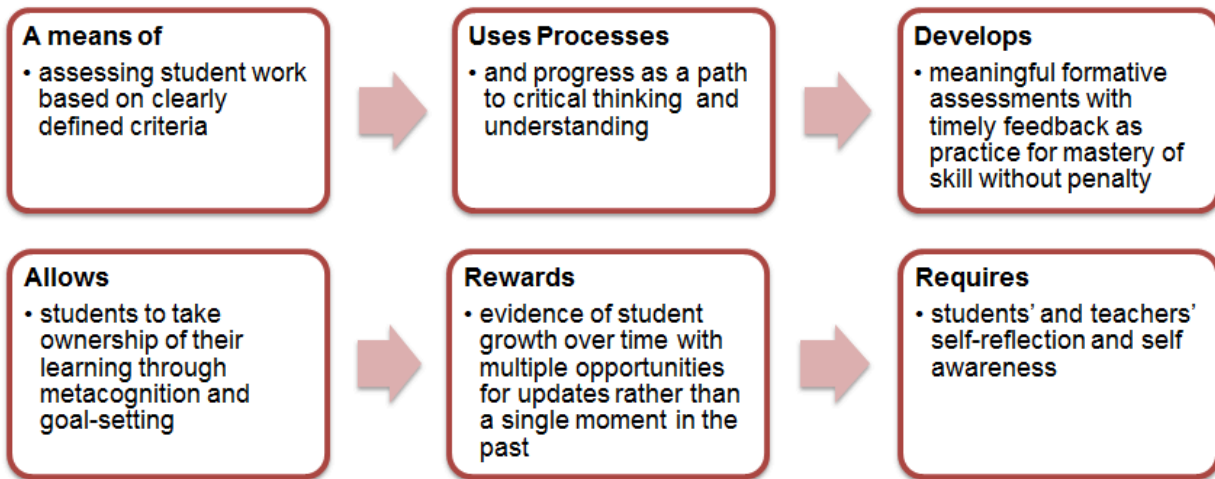 A means of
• assessing student work
based on clearly
defined criteria
Uses Processes
• and progress as a path
to critical thinking and
understanding
Develops
• meaningful formative
assessments with
timely feedback as
practice for mastery of
skill without penalty
Allows
• students to take
ownership of their
learning through
metacognition and
goal-setting
Rewards
• evidence of student
growth over time with
multiple opportunities
for updates rather than
a single moment in the
past
Requires
• students’ and teachers’
self-reflection and self
awareness